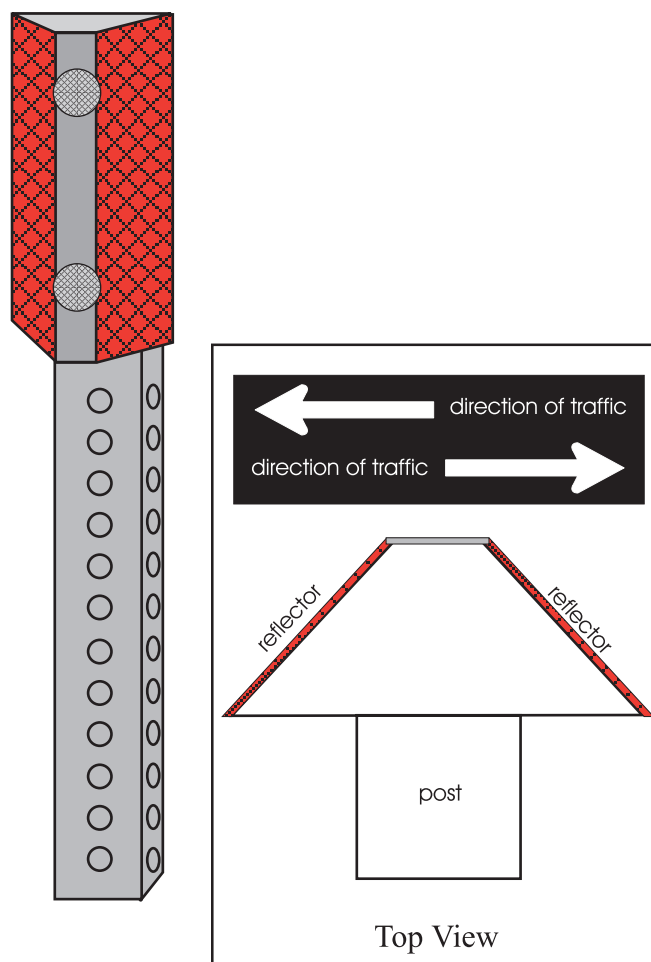 direction of traffic
direction of traffic
reflector
reflector
post
Top View